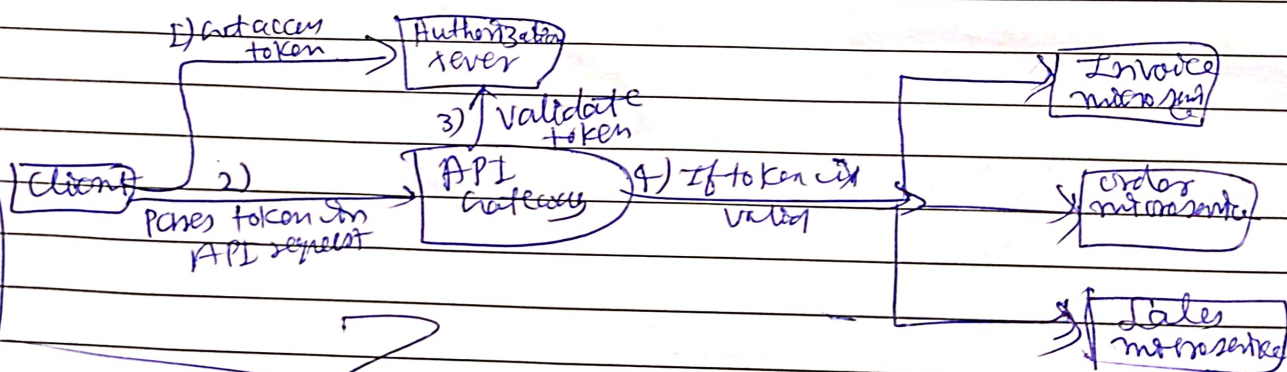 1) Get access
token
Authorization
server
3) validate
token
Client
2)
Passes token in
API request
API
Gateway
4) If token is
valid
Invoice
microservice
order
microservice
Sales
microservice